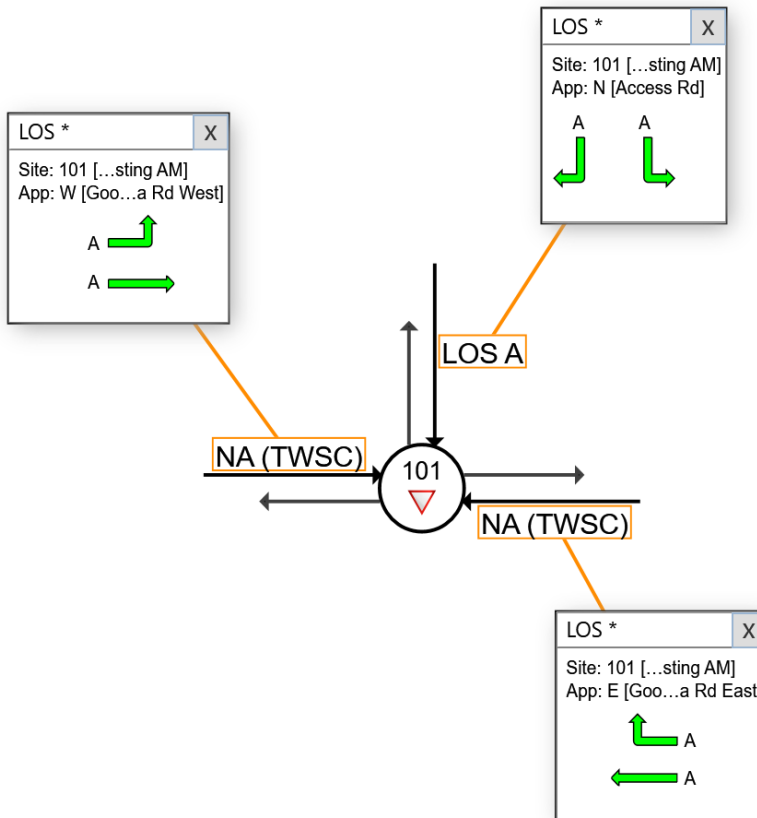 LOS *
X
Site: 101 […sting AM]
App: N [Access Rd]
A
A
LOS *
X
Site: 101 […sting AM]
App: W [Goo…a Rd West]
A
A
LOS A
NA (TWSC)
101
NA (TWSC)
LOS *
X
Site: 101 […sting AM]
App: E [Goo…a Rd East
A
A